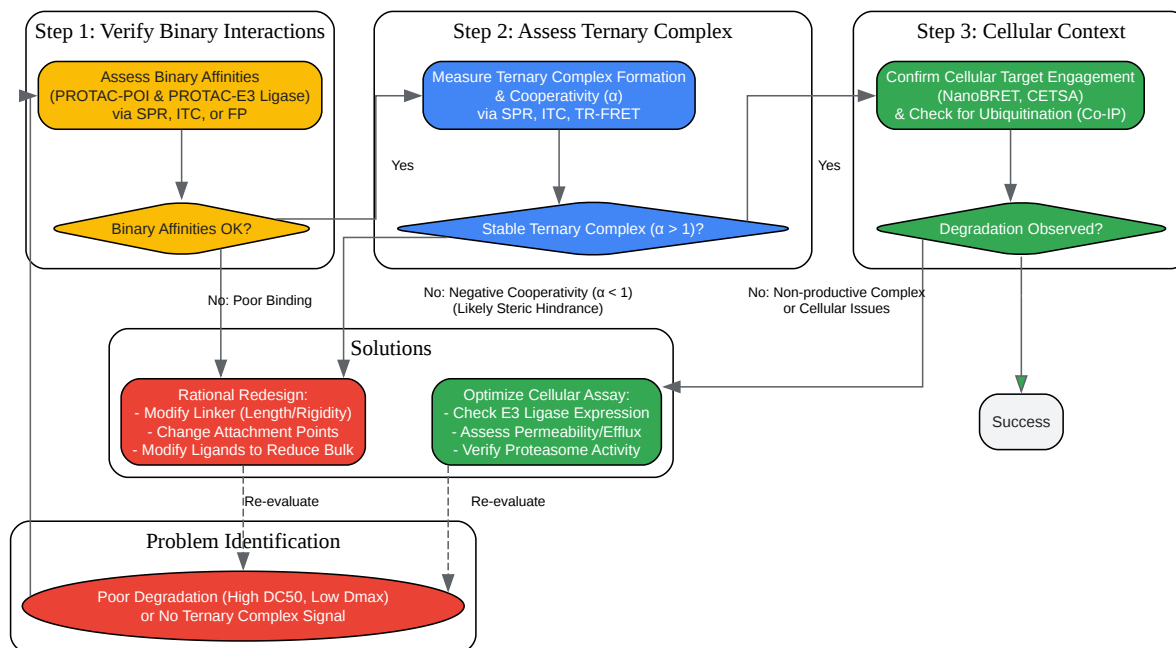 Step 1: Verify Binary Interactions
Assess Binary Affinities
(PROTAC-POI & PROTAC-E3 Ligase)
via SPR, ITC, or FP
Binary Affinities OK?
Yes
No: Poor Binding
Step 2: Assess Ternary Complex
Measure Ternary Complex Formation
& Cooperativity (α)
via SPR, ITC, TR-FRET
Stable Ternary Complex (α > 1)?
Yes
No: Negative Cooperativity (α < 1)
(Likely Steric Hindrance)
Step 3: Cellular Context
Confirm Cellular Target Engagement
(NanoBRET, CETSA)
& Check for Ubiquitination (Co-IP)
Degradation Observed?
No: Non-productive Complex
or Cellular Issues
Success
Solutions
Rational Redesign:
- Modify Linker (Length/Rigidity)
- Change Attachment Points
- Modify Ligands to Reduce Bulk
Optimize Cellular Assay:
- Check E3 Ligase Expression
- Assess Permeability/Efflux
- Verify Proteasome Activity
Re-evaluate
Re-evaluate
Problem Identification
Poor Degradation (High DC50, Low Dmax)
or No Ternary Complex Signal